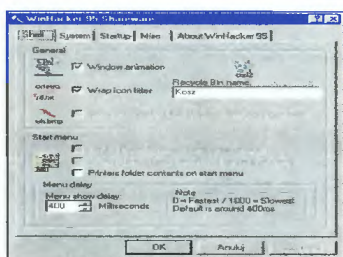 WinHacker 95 Shareware
Shell System Startup Misc About WinHacker 95
General
Window animation
Recycle Bin name
Wrap icon titles
Kosz
Start menu
Printers folder contents on start menu
Menu delay
Menu show delay
400 Milliseconds
Note
0 = Fastest / 1000 = Slowest
Default is around 400ms
OK Anuluj